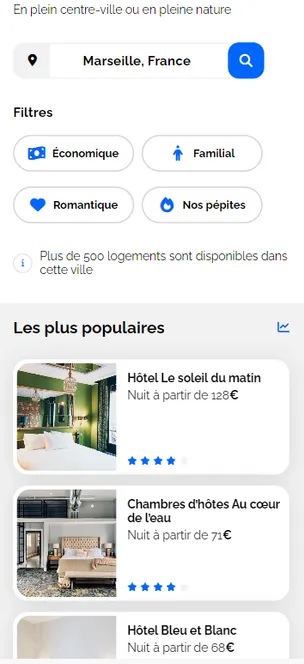 En plein centre-ville ou en pleine nature
Marseille, France
Filtres
Économique
Familial
Romantique
Nos pépites
Plus de 500 logements sont disponibles dans
cette ville
Les plus populaires
Hôtel Le soleil du matin
Nuit à partir de 128€
Chambres d'hôtes Au cœur
de l'eau
Nuit à partir de 71€
Hôtel Bleu et Blanc
Nuit à partir de 68€